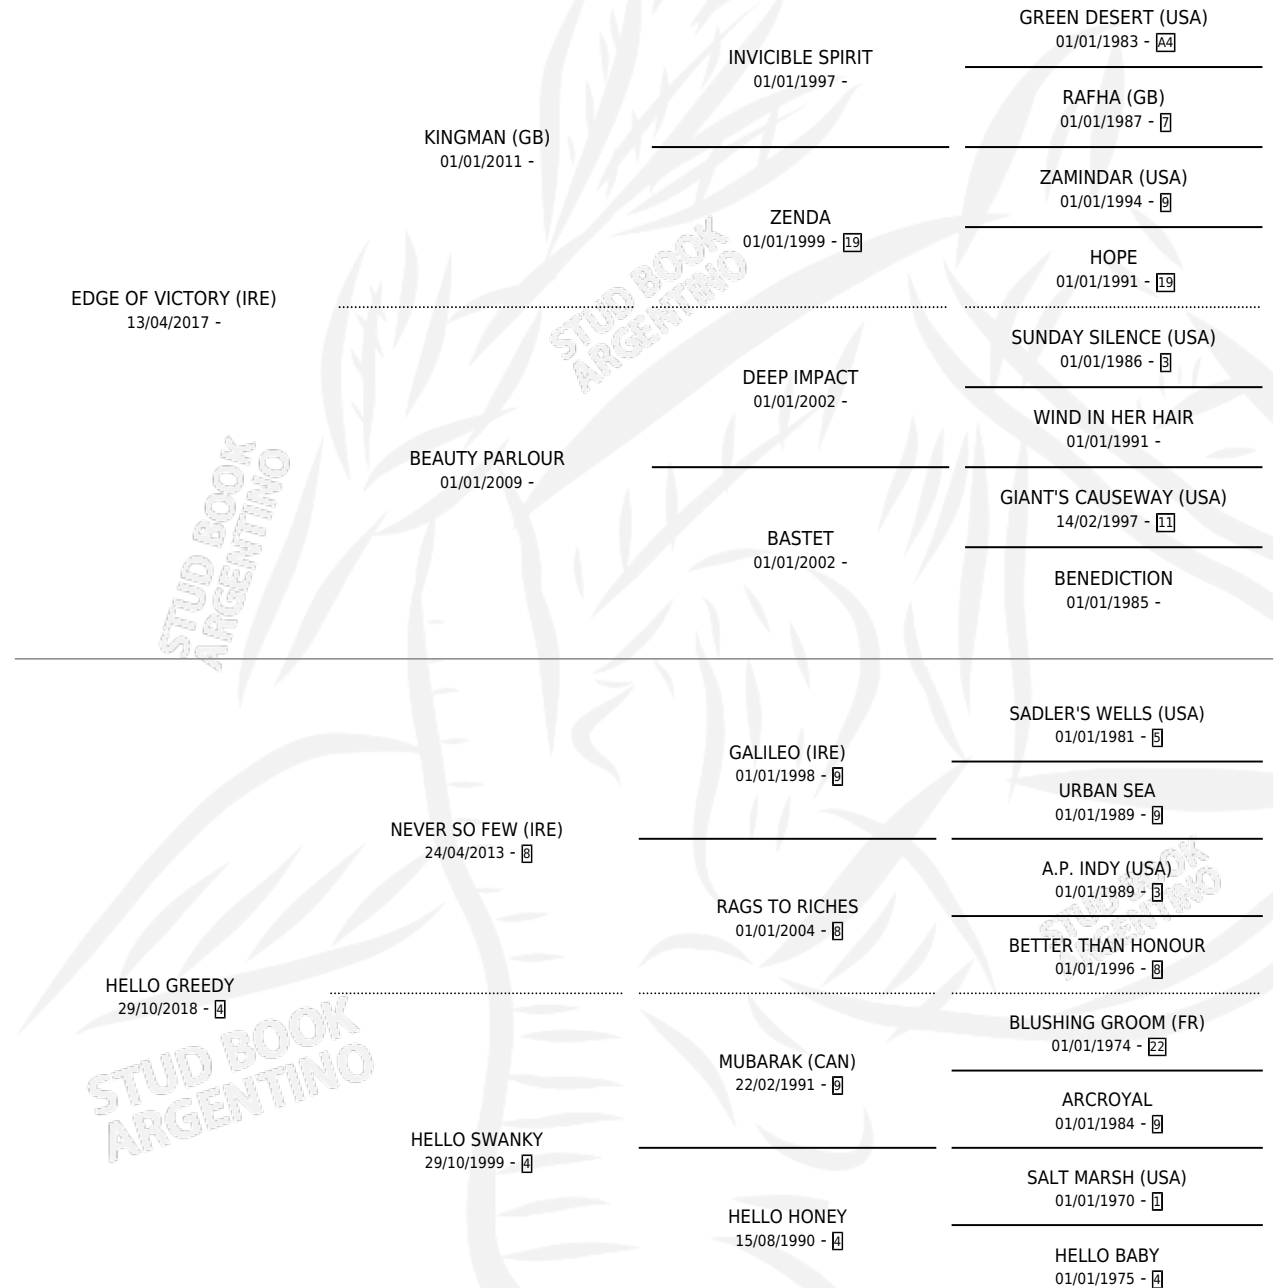 GREEN DESERT (USA)
01/01/1983 - A4
INVICIBLE SPIRIT
01/01/1997 -
RAFHA (GB)
01/01/1987 - 7
KINGMAN (GB)
01/01/2011 -
ZAMINDAR (USA)
01/01/1994 - 9
ZENDA
01/01/1999 - 19
HOPE
01/01/1991 - 19
EDGE OF VICTORY (IRE)
13/04/2017 -
SUNDAY SILENCE (USA)
01/01/1986 - 3
DEEP IMPACT
01/01/2002 -
WIND IN HER HAIR
01/01/1991 -
BEAUTY PARLOUR
01/01/2009 -
GIANT'S CAUSEWAY (USA)
14/02/1997 - 11
BASTET
01/01/2002 -
BENEDICTION
01/01/1985 -
SADLER'S WELLS (USA)
01/01/1981 - 5
GALILEO (IRE)
01/01/1998 - 9
URBAN SEA
01/01/1989 - 9
NEVER SO FEW (IRE)
24/04/2013 - 8
A.P. INDY (USA)
01/01/1989 - 3
RAGS TO RICHES
01/01/2004 - 8
BETTER THAN HONOUR
01/01/1996 - 8
HELLO GREEDY
29/10/2018 - 4
BLUSHING GROOM (FR)
01/01/1974 - 22
MUBARAK (CAN)
22/02/1991 - 9
ARCROYAL
01/01/1984 - 9
HELLO SWANKY
29/10/1999 - 4
SALT MARSH (USA)
01/01/1970 - 1
HELLO HONEY
15/08/1990 - 4
HELLO BABY
01/01/1975 - 4
STUD BOOK
ARGENTINO
STUD BOOK
ARGENTINO
STUD BOOK
ARGENTINO
STUD BOOK
ARGENTINO